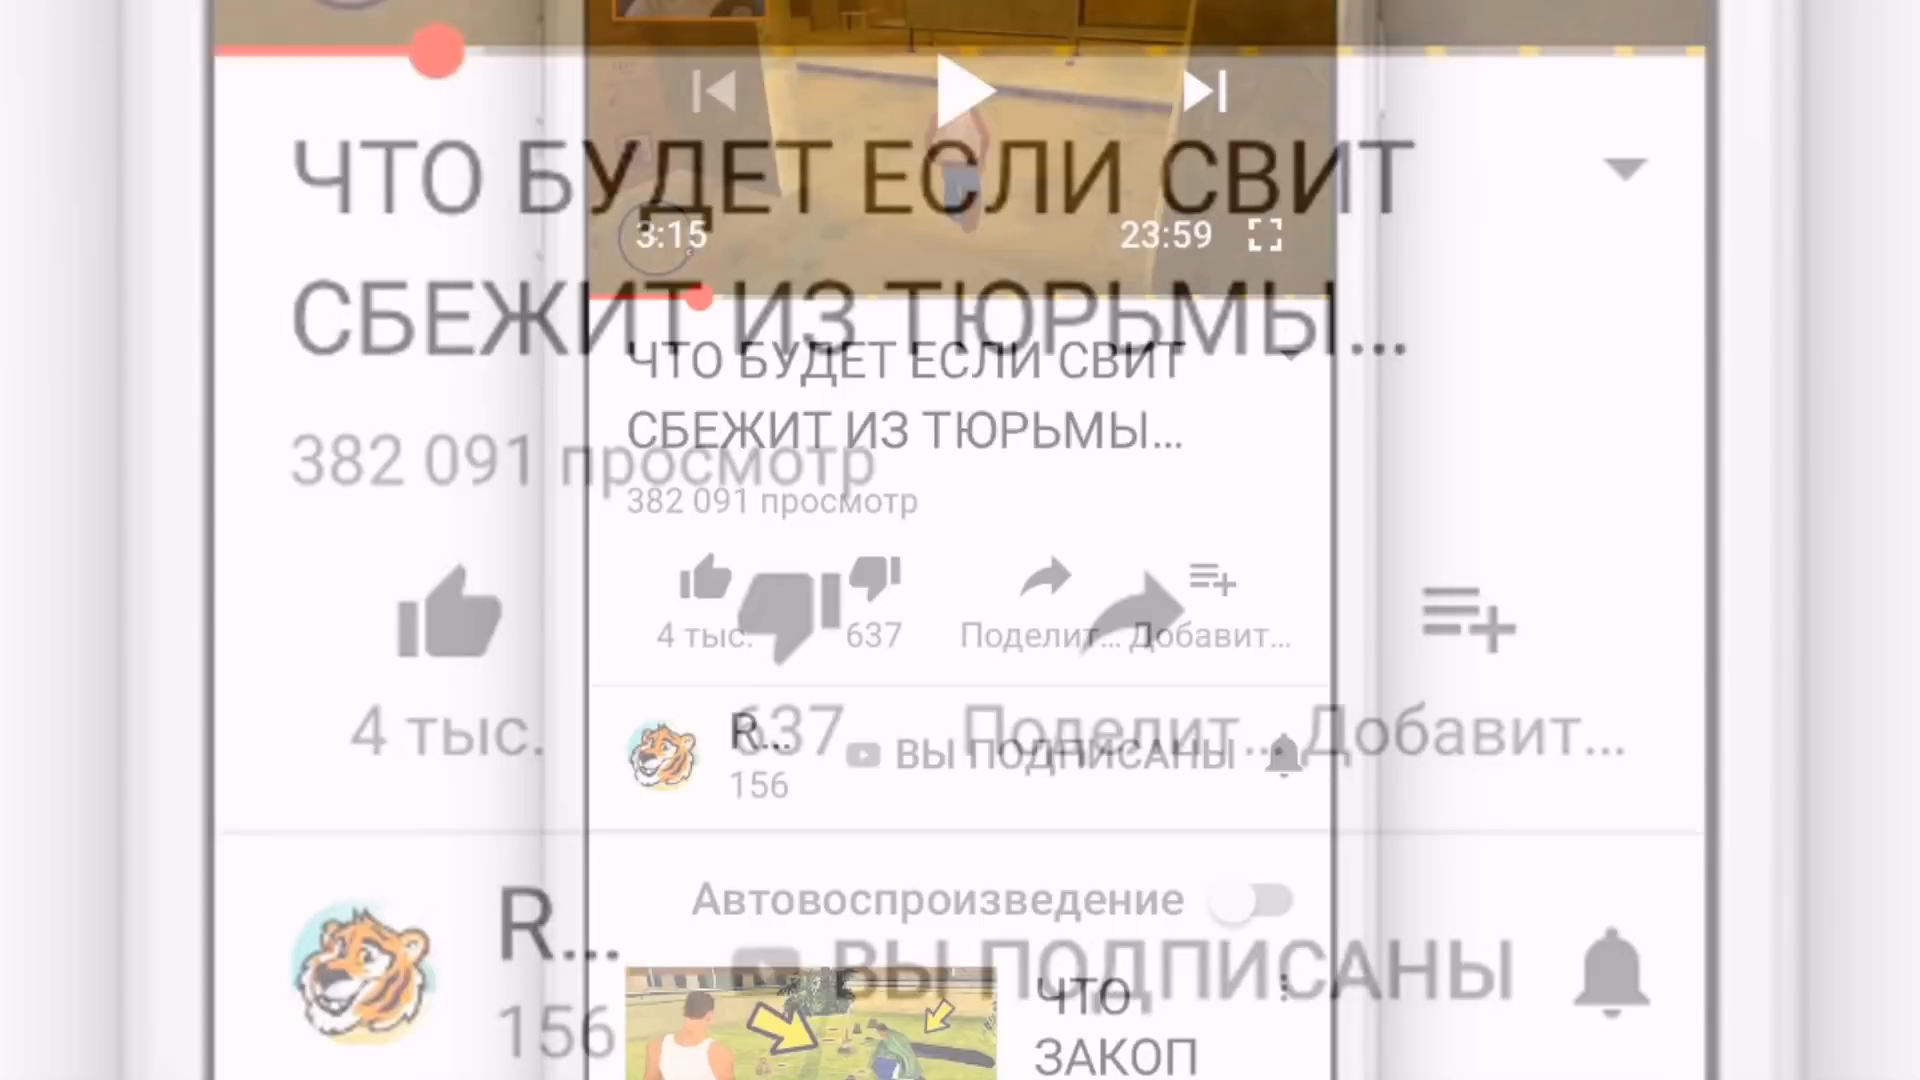 3:15
23:59
ЧТО БУДЕТ ЕСЛИ СВИТ
СБЕЖИТ ИЗ ТЮРЬМЫ...
382 091 просмотр
4 тыс.
637
Поделит...
Добавит...
R...
156
ВЫ ПОДПИСАНЫ
ЧТО БУДЕТ ЕСЛИ СВИТ
СБЕЖИТ ИЗ ТЮРЬМЫ...
382 091 просмотр
4 тыс.
637
Поделит...
Добавит...
R...
156
ВЫ ПОДПИСАНЫ
Автовоспроизведение
ЧТО
ЗАКОП